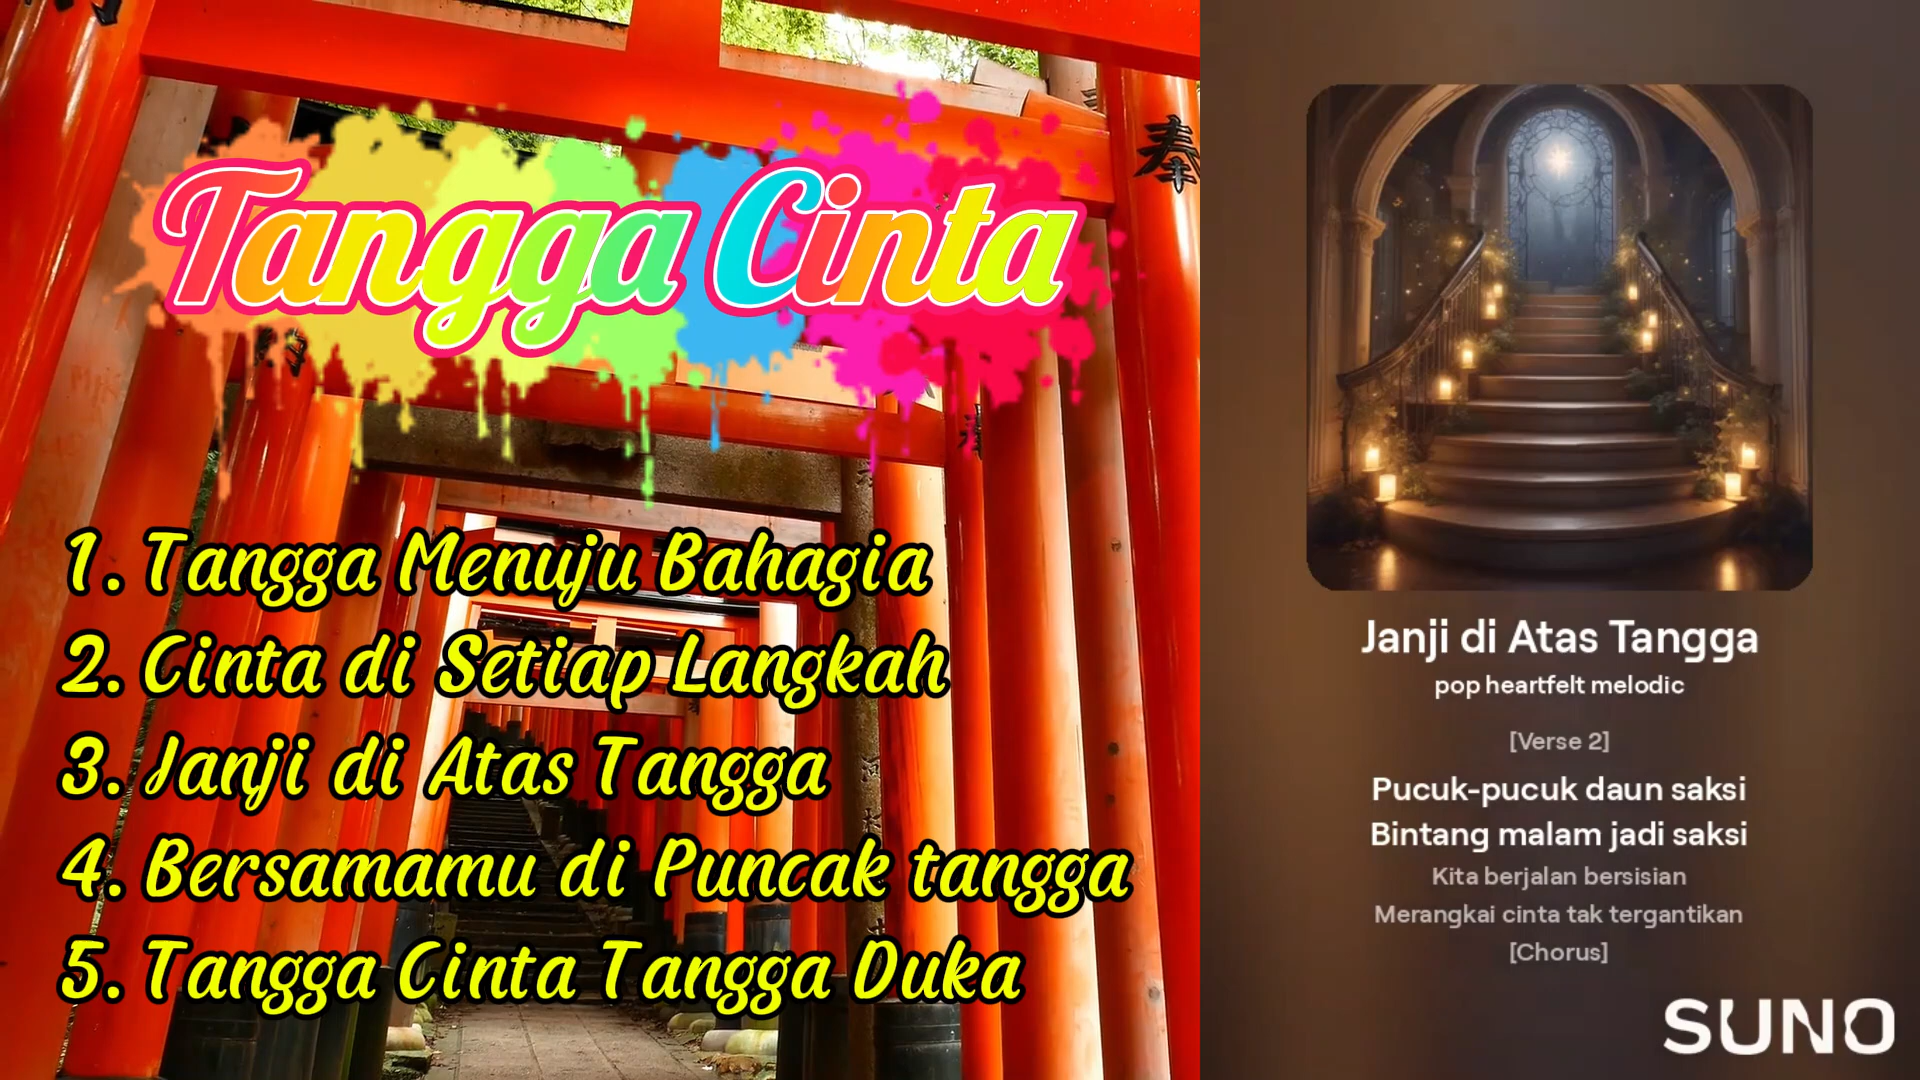 Tangga Cinta
1. Tangga Menuju Bahagia
2. Cinta di Setiap Langkah
3. Janji di Atas Tangga
4. Bersamamu di Puncak tangga
5. Tangga Cinta Tangga Duka
奉
Janji di Atas Tangga
pop heartfelt melodic
[Verse 2]
Pucuk-pucuk daun saksi
Bintang malam jadi saksi
Kita berjalan bersisian
Merangkai cinta tak tergantikan
[Chorus]
SUNO